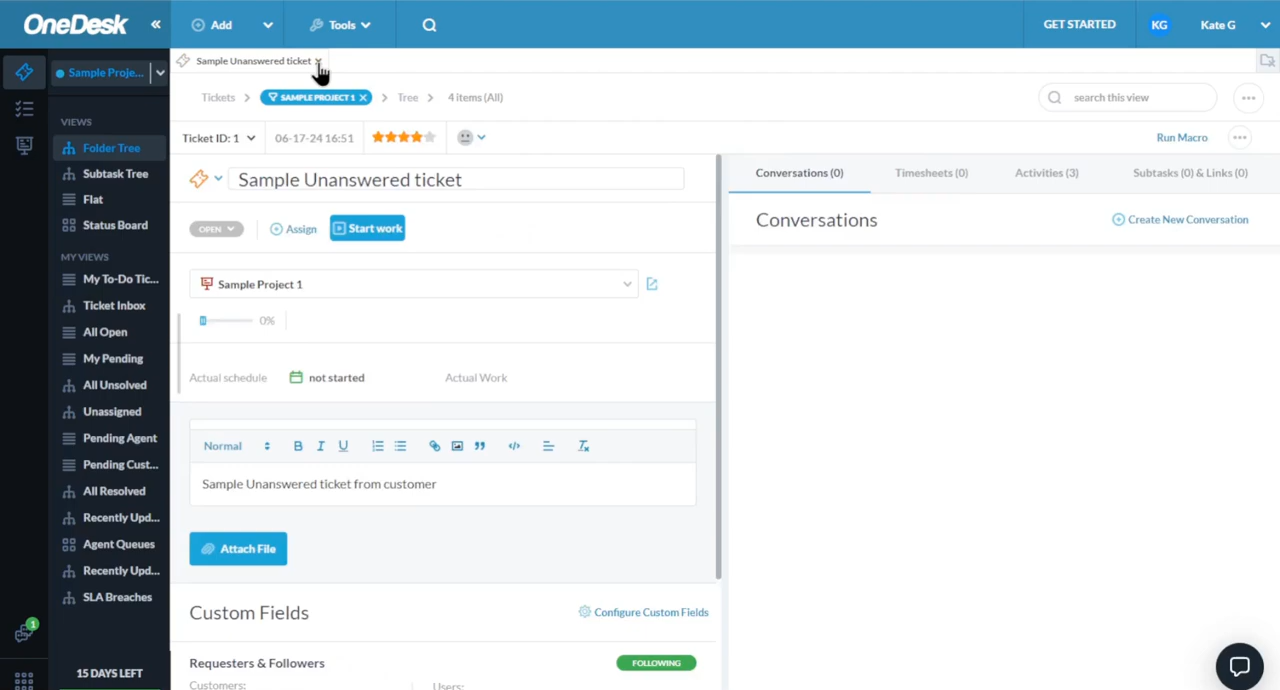 OneDesk « Add Tools GET STARTED KG Kate G
Sample Proje...
VIEWS
Folder Tree
Subtask Tree
Flat
Status Board
MY VIEWS
My To-Do Tic...
Ticket Inbox
All Open
My Pending
All Unsolved
Unassigned
Pending Agent
Pending Cust...
All Resolved
Recently Upd...
Agent Queues
Recently Upd...
SLA Breaches
1
15 DAYS LEFT
Sample Unanswered ticket ×
Tickets > SAMPLE PROJECT 1 × > Tree > 4 items (All) search this view
Ticket ID: 1 06-17-24 16:51 Run Macro
Sample Unanswered ticket
OPEN Assign Start work
Sample Project 1
0%
Actual schedule not started Actual Work
Normal B I U
Sample Unanswered ticket from customer
Attach File
Custom Fields Configure Custom Fields
Requesters & Followers FOLLOWING
Customers: Users:
Conversations (0) Timesheets (0) Activities (3) Subtasks (0) & Links (0)
Conversations Create New Conversation